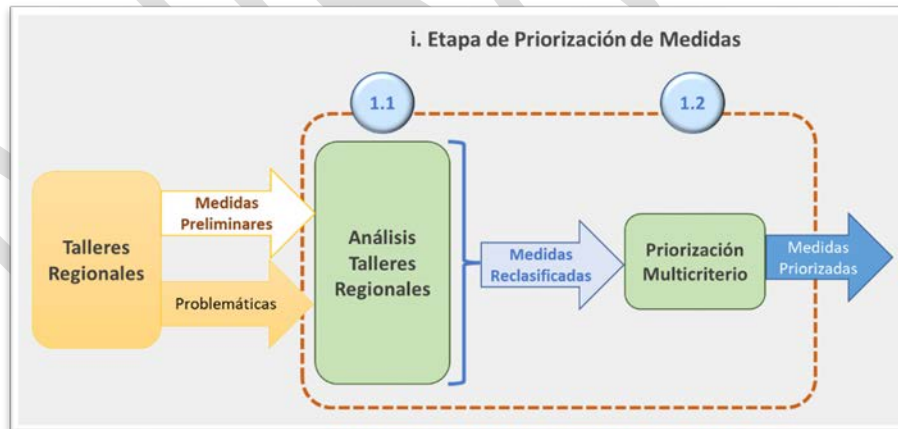 i. Etapa de Priorización de Medidas
1.1
1.2
Talleres
Regionales
Medidas
Preliminares
Problemáticas
Análisis
Talleres
Regionales
Medidas
Reclasificadas
Priorización
Multicriterio
Medidas
Priorizadas